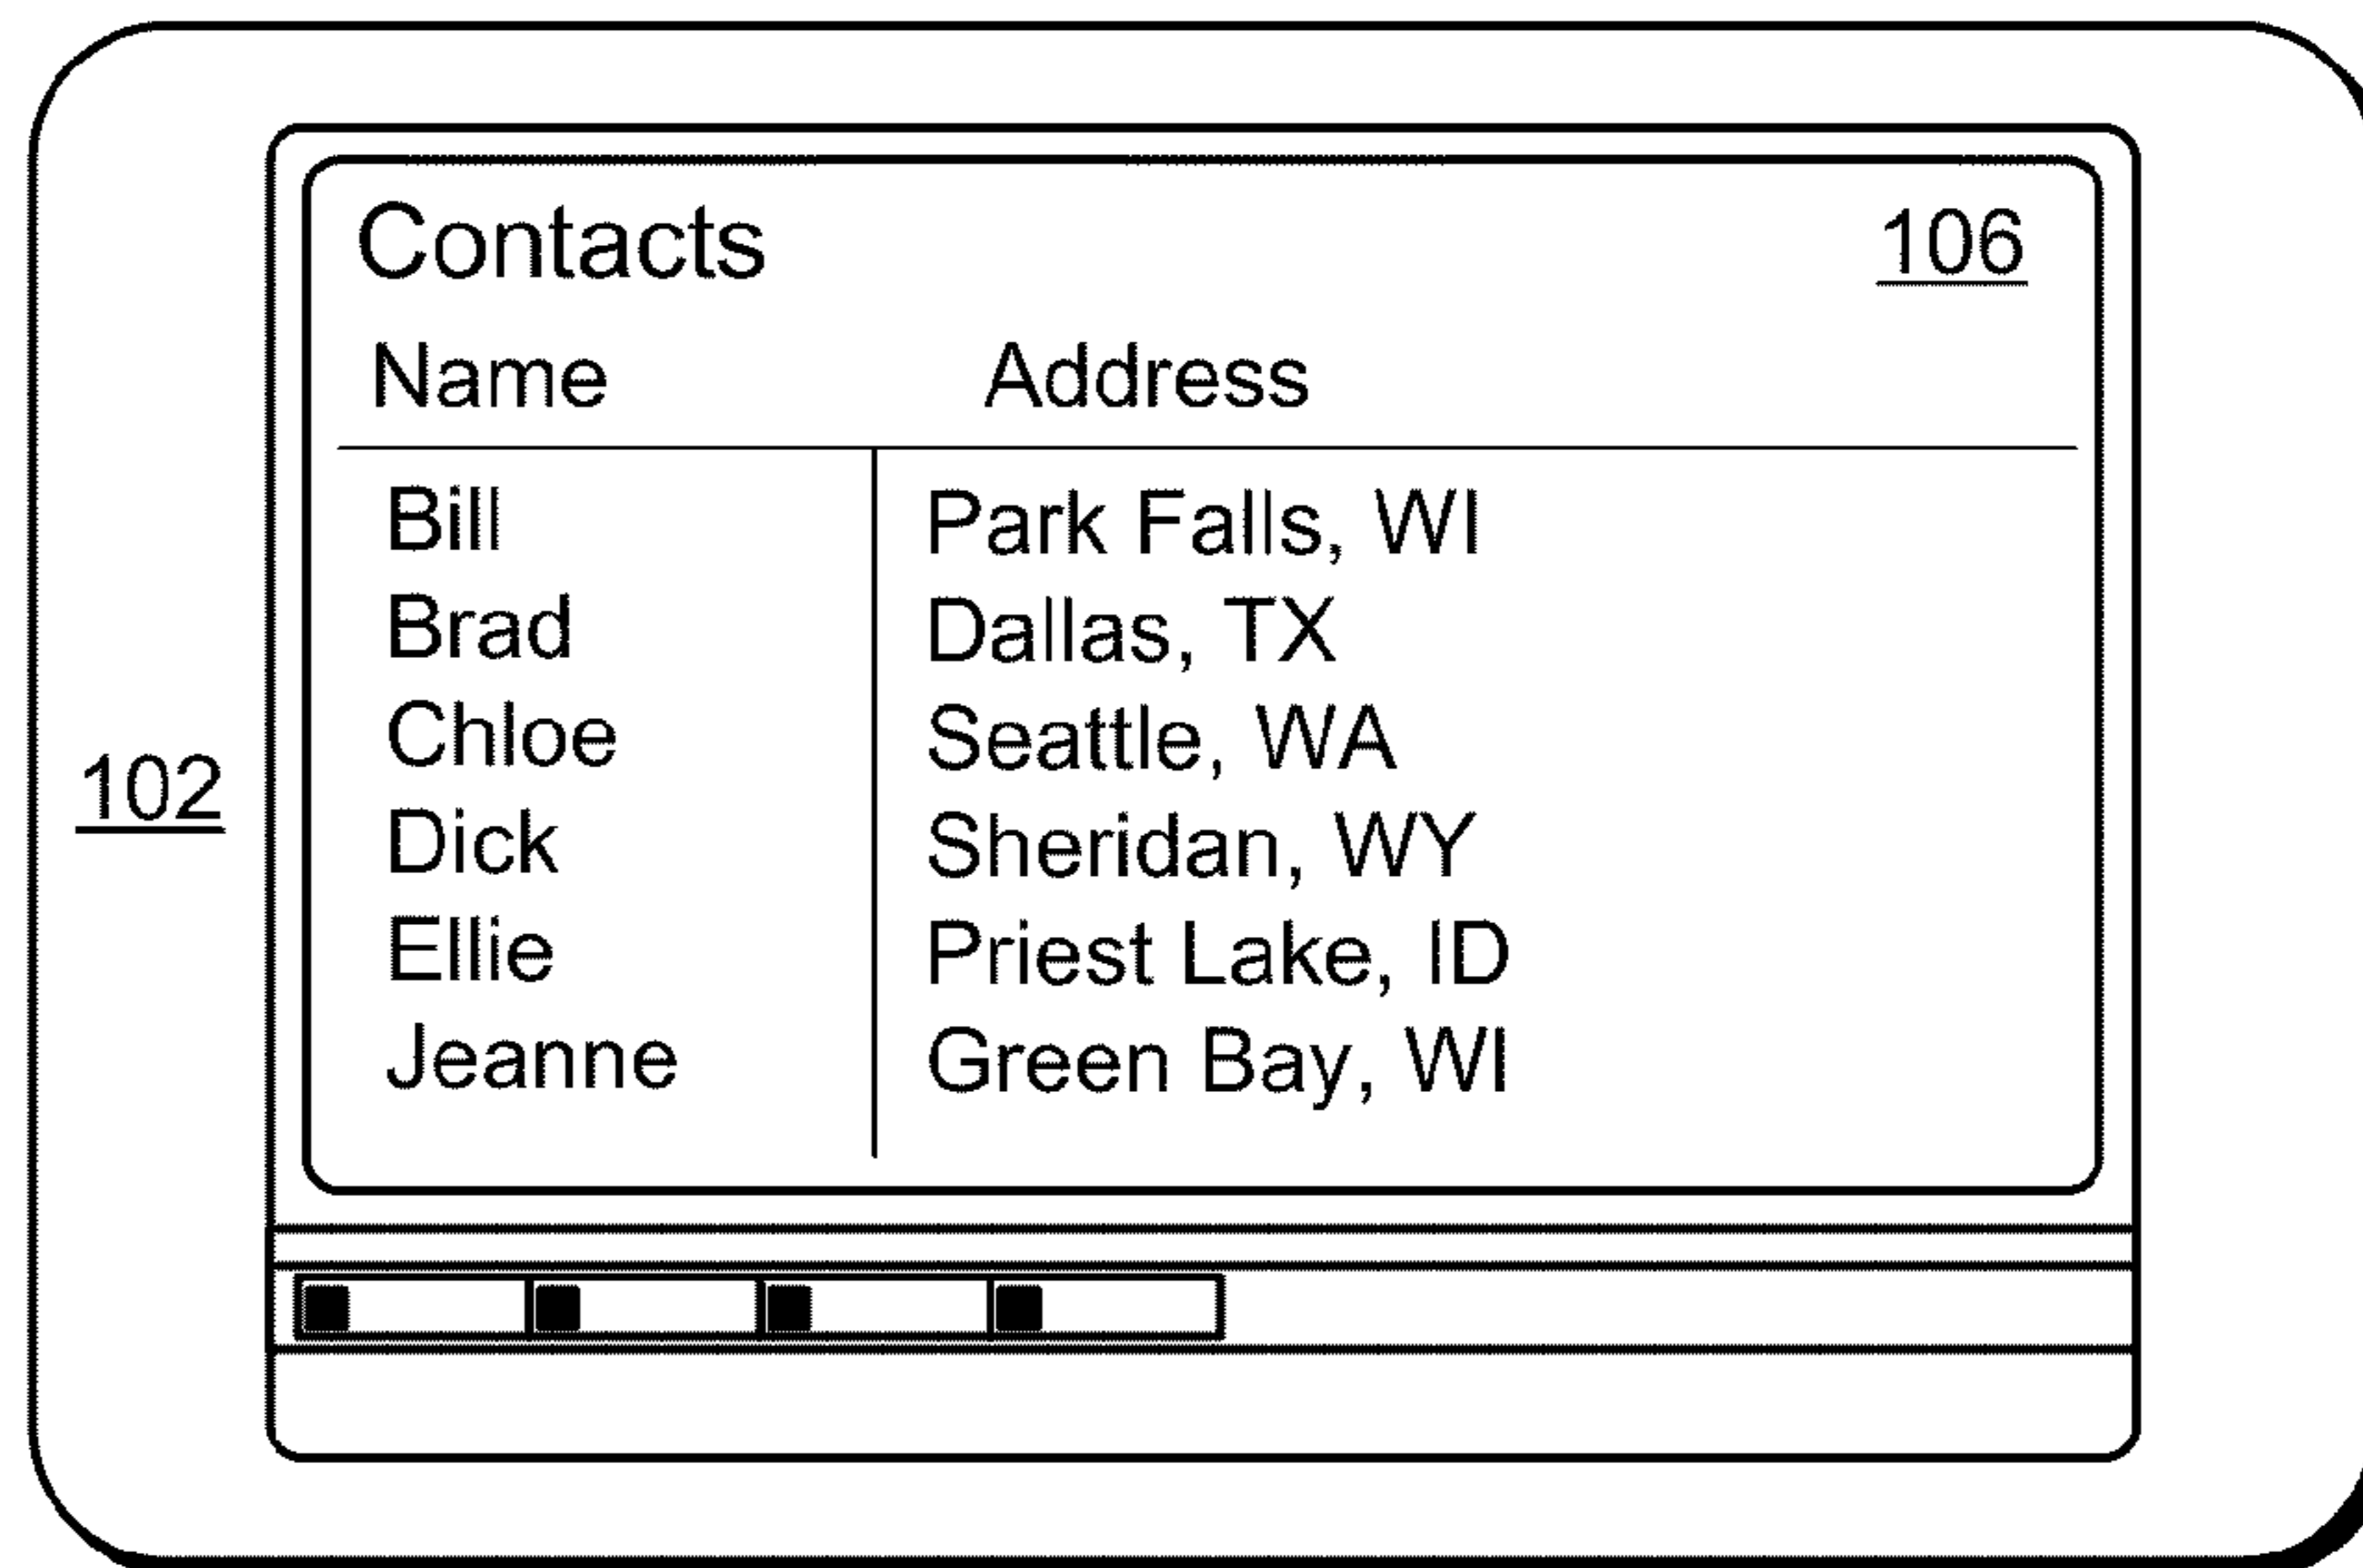 Contacts 106
Name Address
Bill Park Falls, WI
Brad Dallas, TX
Chloe Seattle, WA
102
Dick Sheridan, WY
Ellie Priest Lake, ID
Jeanne Green Bay, WI